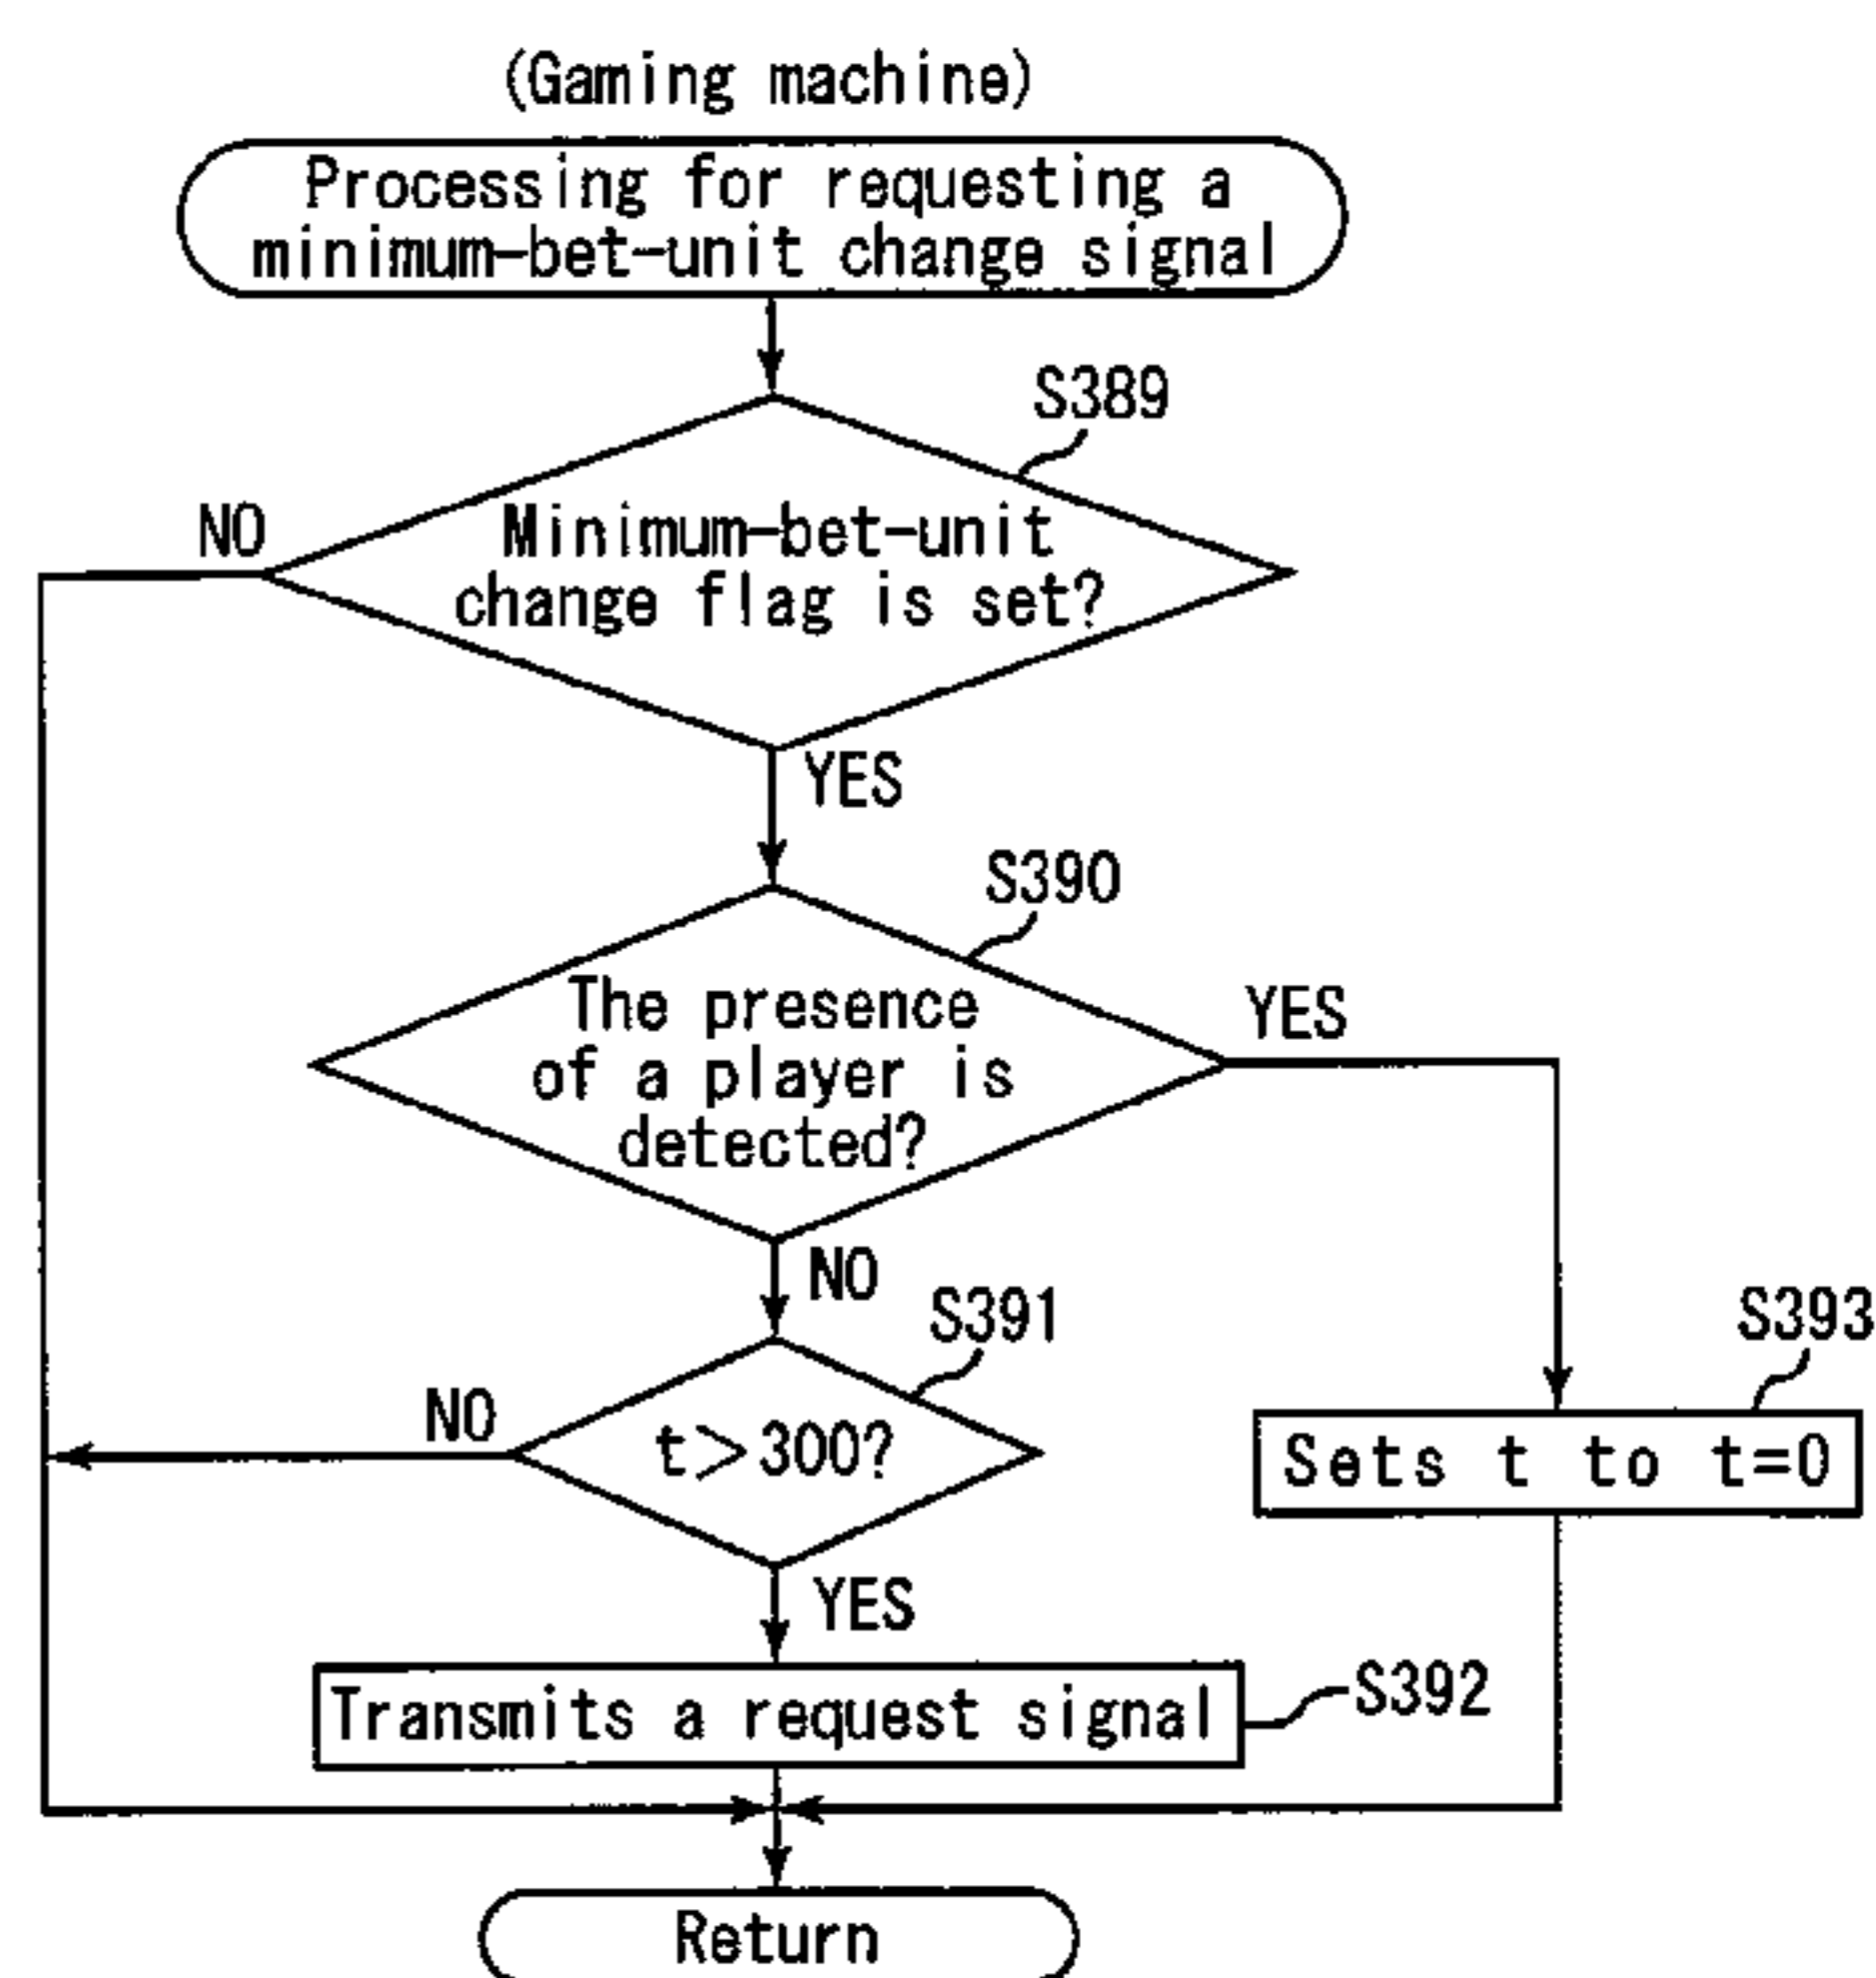 (Gaming machine)
Processing for requesting a
minimum-bet-unit change signal
S389
NO
Minimum-bet-unit
change flag is set?
YES
S390
The presence
of a player is
detected?
YES
NO
S391
S393
NO
t>300?
Sets t to t=0
YES
Transmits a request signal
S392
Return